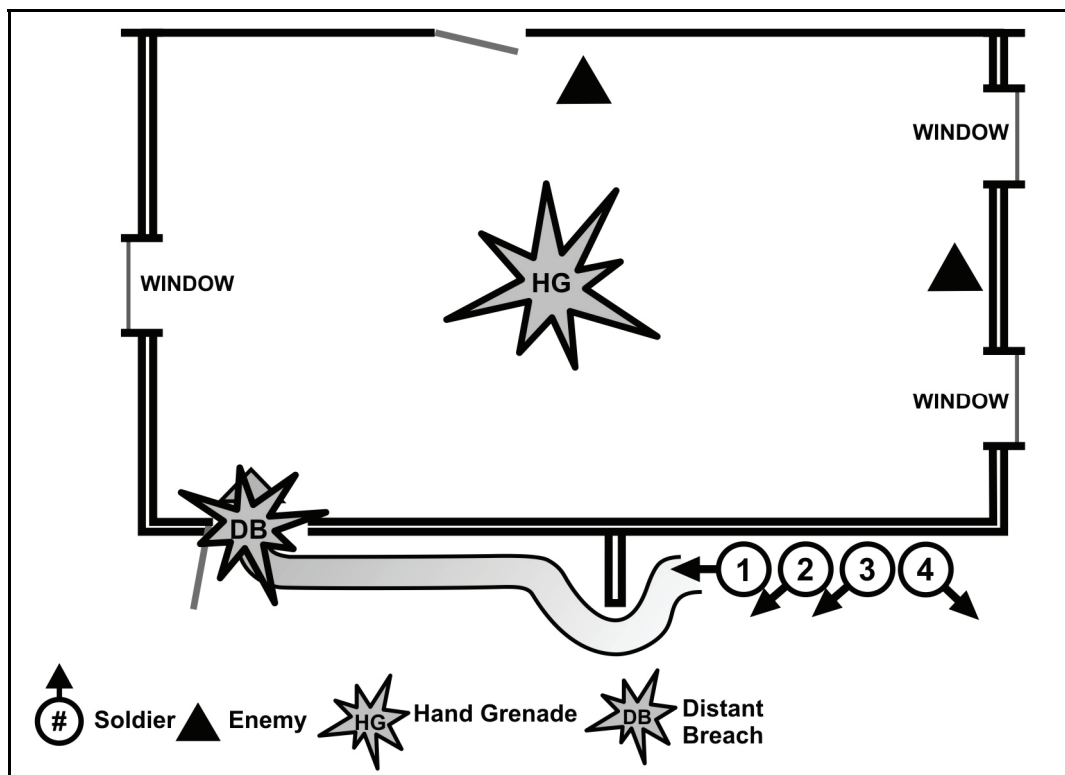 WINDOW
HG
WINDOW
WINDOW
DB
1 2 3 4
# Soldier Enemy HG Hand Grenade DB Distant
Breach